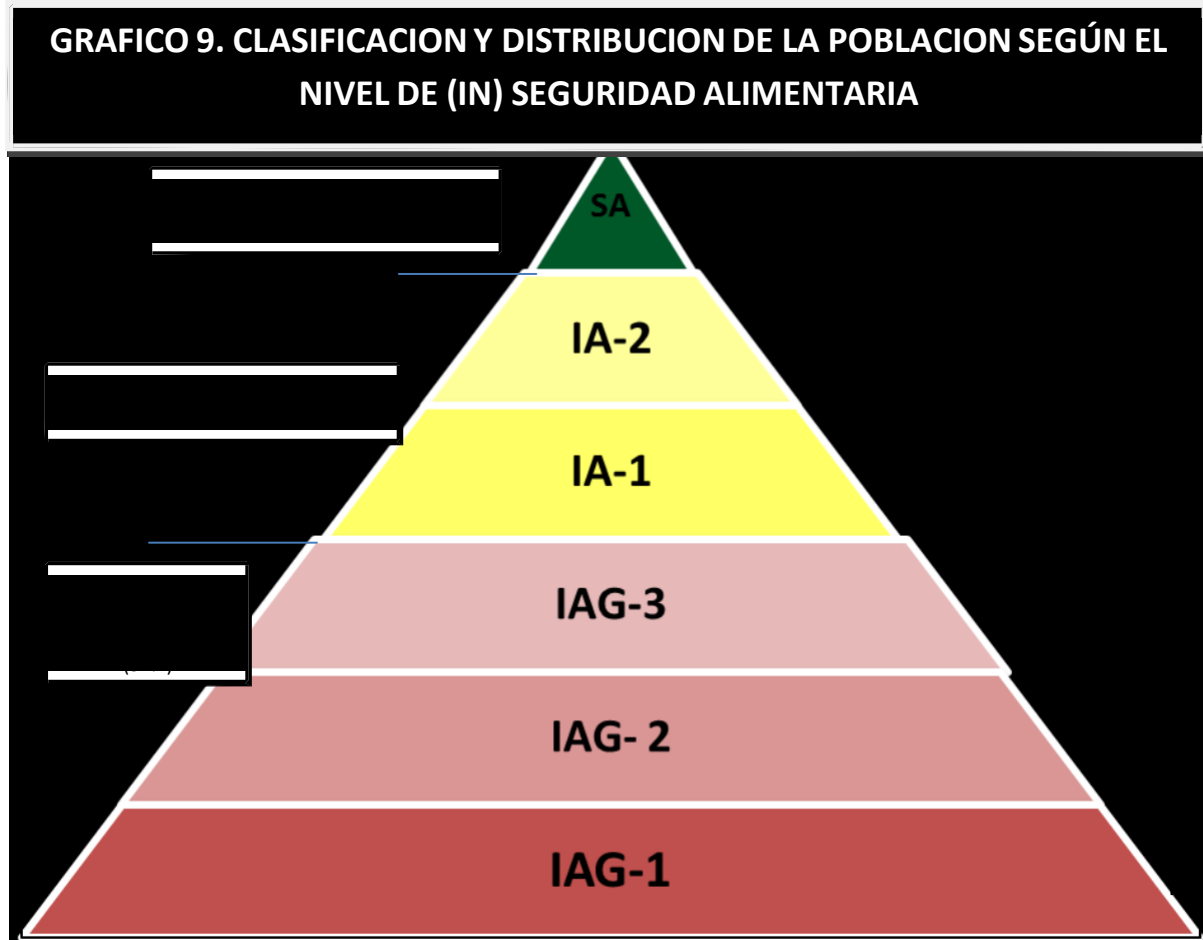 GRAFICO 9. CLASIFICACION Y DISTRIBUCION DE LA POBLACION SEGÚN EL
NIVEL DE (IN) SEGURIDAD ALIMENTARIA
SA
IA-2
IA-1
IAG-3
IAG- 2
IAG-1